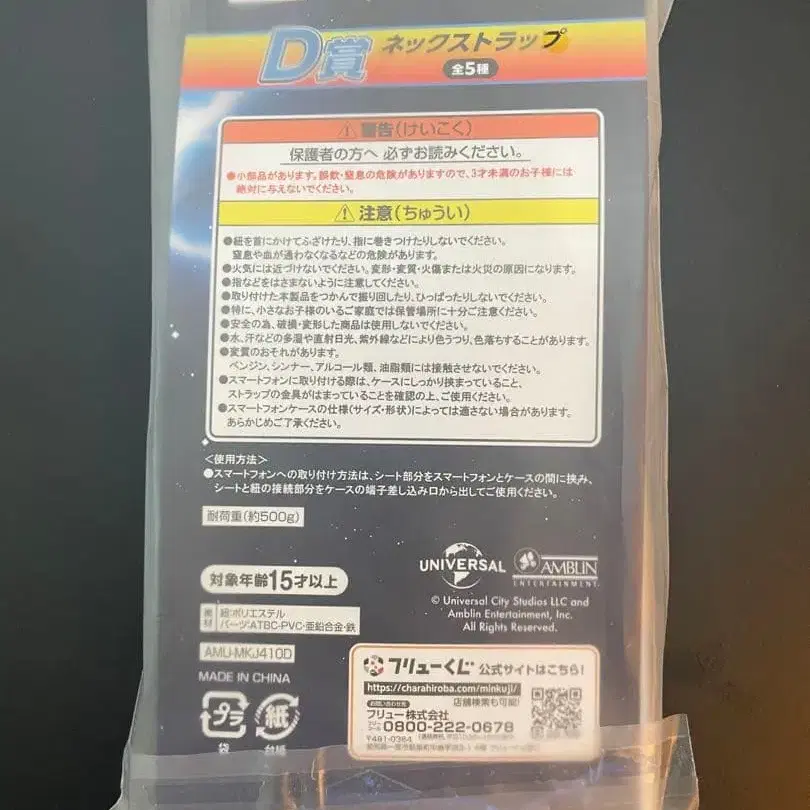 D賞 ネックストラップ
全5種
⚠警告(けいこく)
保護者の方へ 必ずお読みください。
●小部品があります。誤飲・窒息の危険がありますので、3才未満のお子様には
絶対に与えないでください。
⚠注意(ちゅうい)
●紐を首にかけてふざけたり、指に巻きつけたりしないでください。
窒息や血が通わなくなるなどの危険があります。
●火気には近づけないでください。変形・変質・火傷または火災の原因になります。
●指などをはさまないように注意してください。
●取り付けた本製品をつかんで振り回したり、ひっぱったりしないでください。
●特に、小さなお子様のいるご家庭では保管場所に十分ご注意ください。
●安全の為、破損・変形した商品は使用しないでください。
●水、汗などの多湿や直射日光、紫外線などにより色うつり、色落ちすることがあります。
●変質のおそれがあります。
ベンジン、シンナー、アルコール類、油脂類には接触させないでください。
●スマートフォンに取り付ける際は、ケースにしっかり挟まっていること、
ストラップの金具がはまっていることを確認の上、ご使用ください。
●スマートフォンケースの仕様(サイズ・形状)によっては適さない場合があります。
あらかじめご了承ください。
<使用方法>
●スマートフォンへの取り付け方法は、シート部分をスマートフォンとケースの間に挟み、
シートと紐の接続部分をケースの端子差し込み口から出してご使用ください。
耐荷重(約500g)
UNIVERSAL
AMBLIN
ENTERTAINMENT
© Universal City Studios LLC and
Amblin Entertainment, Inc.
All Rights Reserved.
対象年齢15才以上
素材
紐:ポリエステル
パーツ:ATBC-PVC・亜鉛合金・鉄
AMU-MKJ410D
MADE IN CHINA
プラ
袋
紙
台紙
フリューくじ 公式サイトはこちら!
https://charahiroba.com/minkuji/
店舗検索も可能!
お問い合わせ先
フリュー株式会社
フリーコール 0800-222-0678
〒481-0364